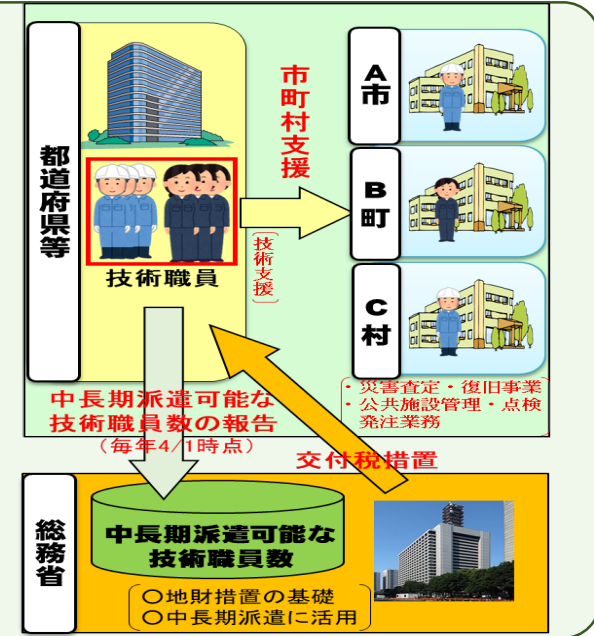 都道府県等
技術職員
市町村支援
〔技術支援〕
A市
B町
C村
・災害査定・復旧事業
・公共施設管理・点検
発注業務
中長期派遣可能な
技術職員数の報告
（毎年4/1時点）
交付税措置
総務省
中長期派遣可能な
技術職員数
〇地財措置の基礎
〇中長期派遣に活用